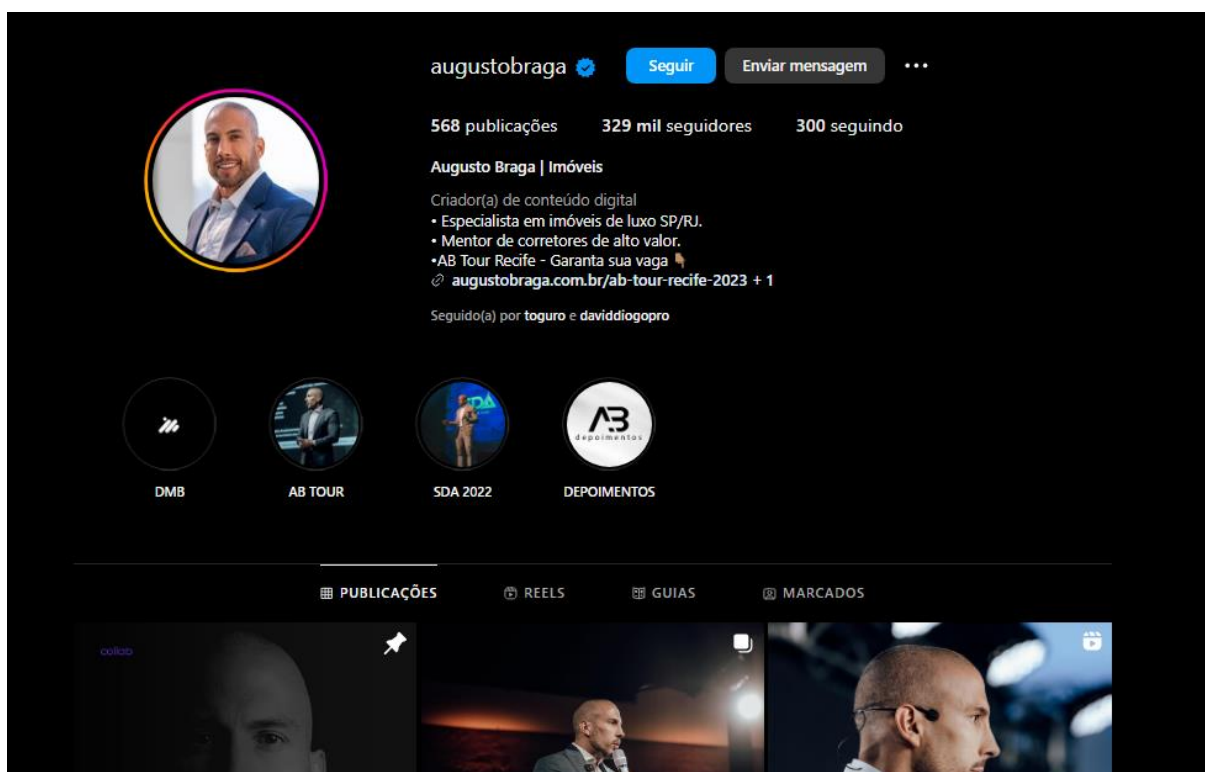 augustobraga Seguir Enviar mensagem
568 publicações 329 mil seguidores 300 seguindo
Augusto Braga | Imóveis
Criador(a) de conteúdo digital
• Especialista em imóveis de luxo SP/RJ.
• Mentor de corretores de alto valor.
•AB Tour Recife - Garanta sua vaga 👇🏽
augustobraga.com.br/ab-tour-recife-2023 + 1
Seguido(a) por toguro e daviddiogopro
AB
depoimentos
DMB AB TOUR SDA 2022 DEPOIMENTOS
PUBLICAÇÕES REELS GUIAS MARCADOS
collab